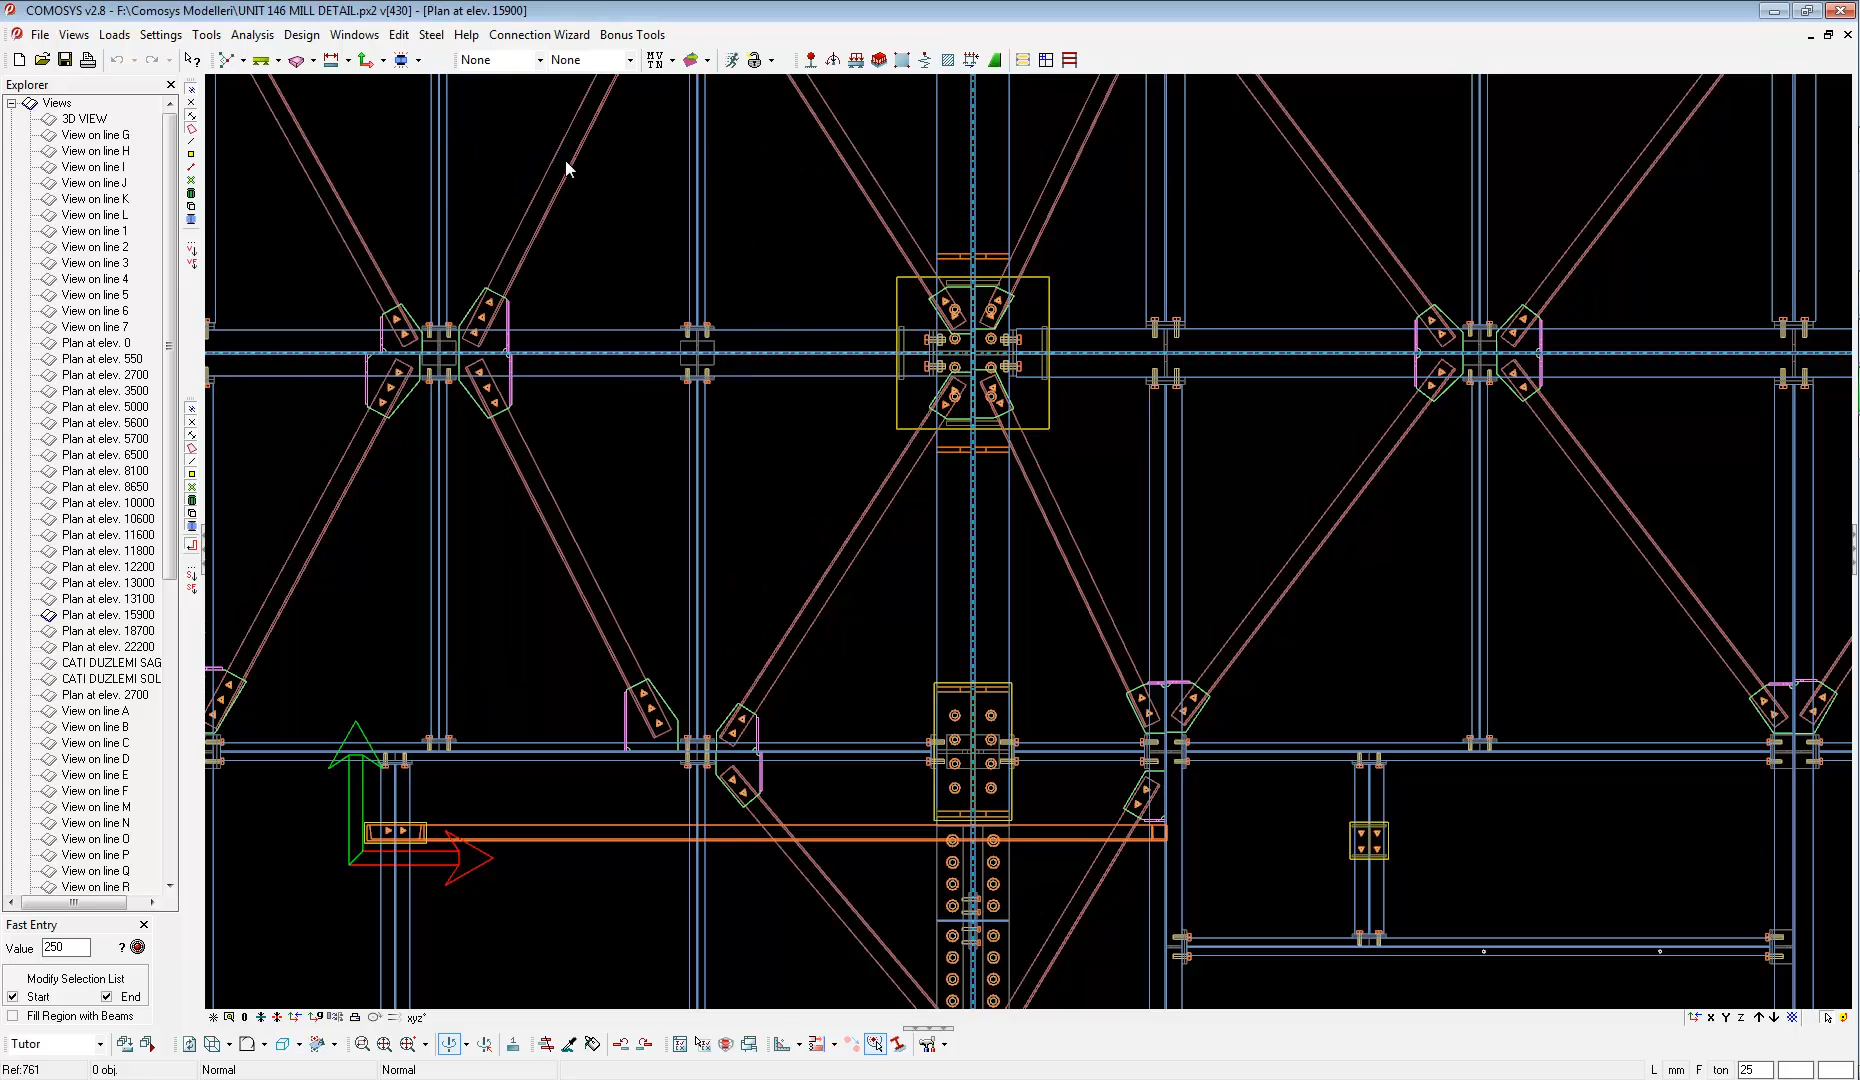 COMOSYS v2.8 - F:\Comosys Modelleri\UNIT 146 MILL DETAIL.px2 v[430] - [Plan at elev. 15900]
File Views Loads Settings Tools Analysis Design Windows Edit Steel Help Connection Wizard Bonus Tools
None None MV TN
Explorer
Views
3D VIEW
View on line G
View on line H
View on line I
View on line J
View on line K
View on line L
View on line 1
View on line 2
View on line 3
View on line 4
View on line 5
View on line 6
View on line 7
Plan at elev. 0
Plan at elev. 550
Plan at elev. 2700
Plan at elev. 3500
Plan at elev. 5000
Plan at elev. 5600
Plan at elev. 5700
Plan at elev. 6500
Plan at elev. 8100
Plan at elev. 8650
Plan at elev. 10000
Plan at elev. 10600
Plan at elev. 11600
Plan at elev. 11800
Plan at elev. 12200
Plan at elev. 13000
Plan at elev. 13100
Plan at elev. 15900
Plan at elev. 18700
Plan at elev. 22200
CATI DUZLEMI SAG
CATI DUZLEMI SOL
Plan at elev. 2700
View on line A
View on line B
View on line C
View on line D
View on line E
View on line F
View on line M
View on line N
View on line O
View on line P
View on line Q
View on line R
Fast Entry
Value 250 ?
Modify Selection List
Start End
Fill Region with Beams
0 xyz X Y Z
Tutor
Ref:761 0 obj. Normal Normal L mm F ton 25